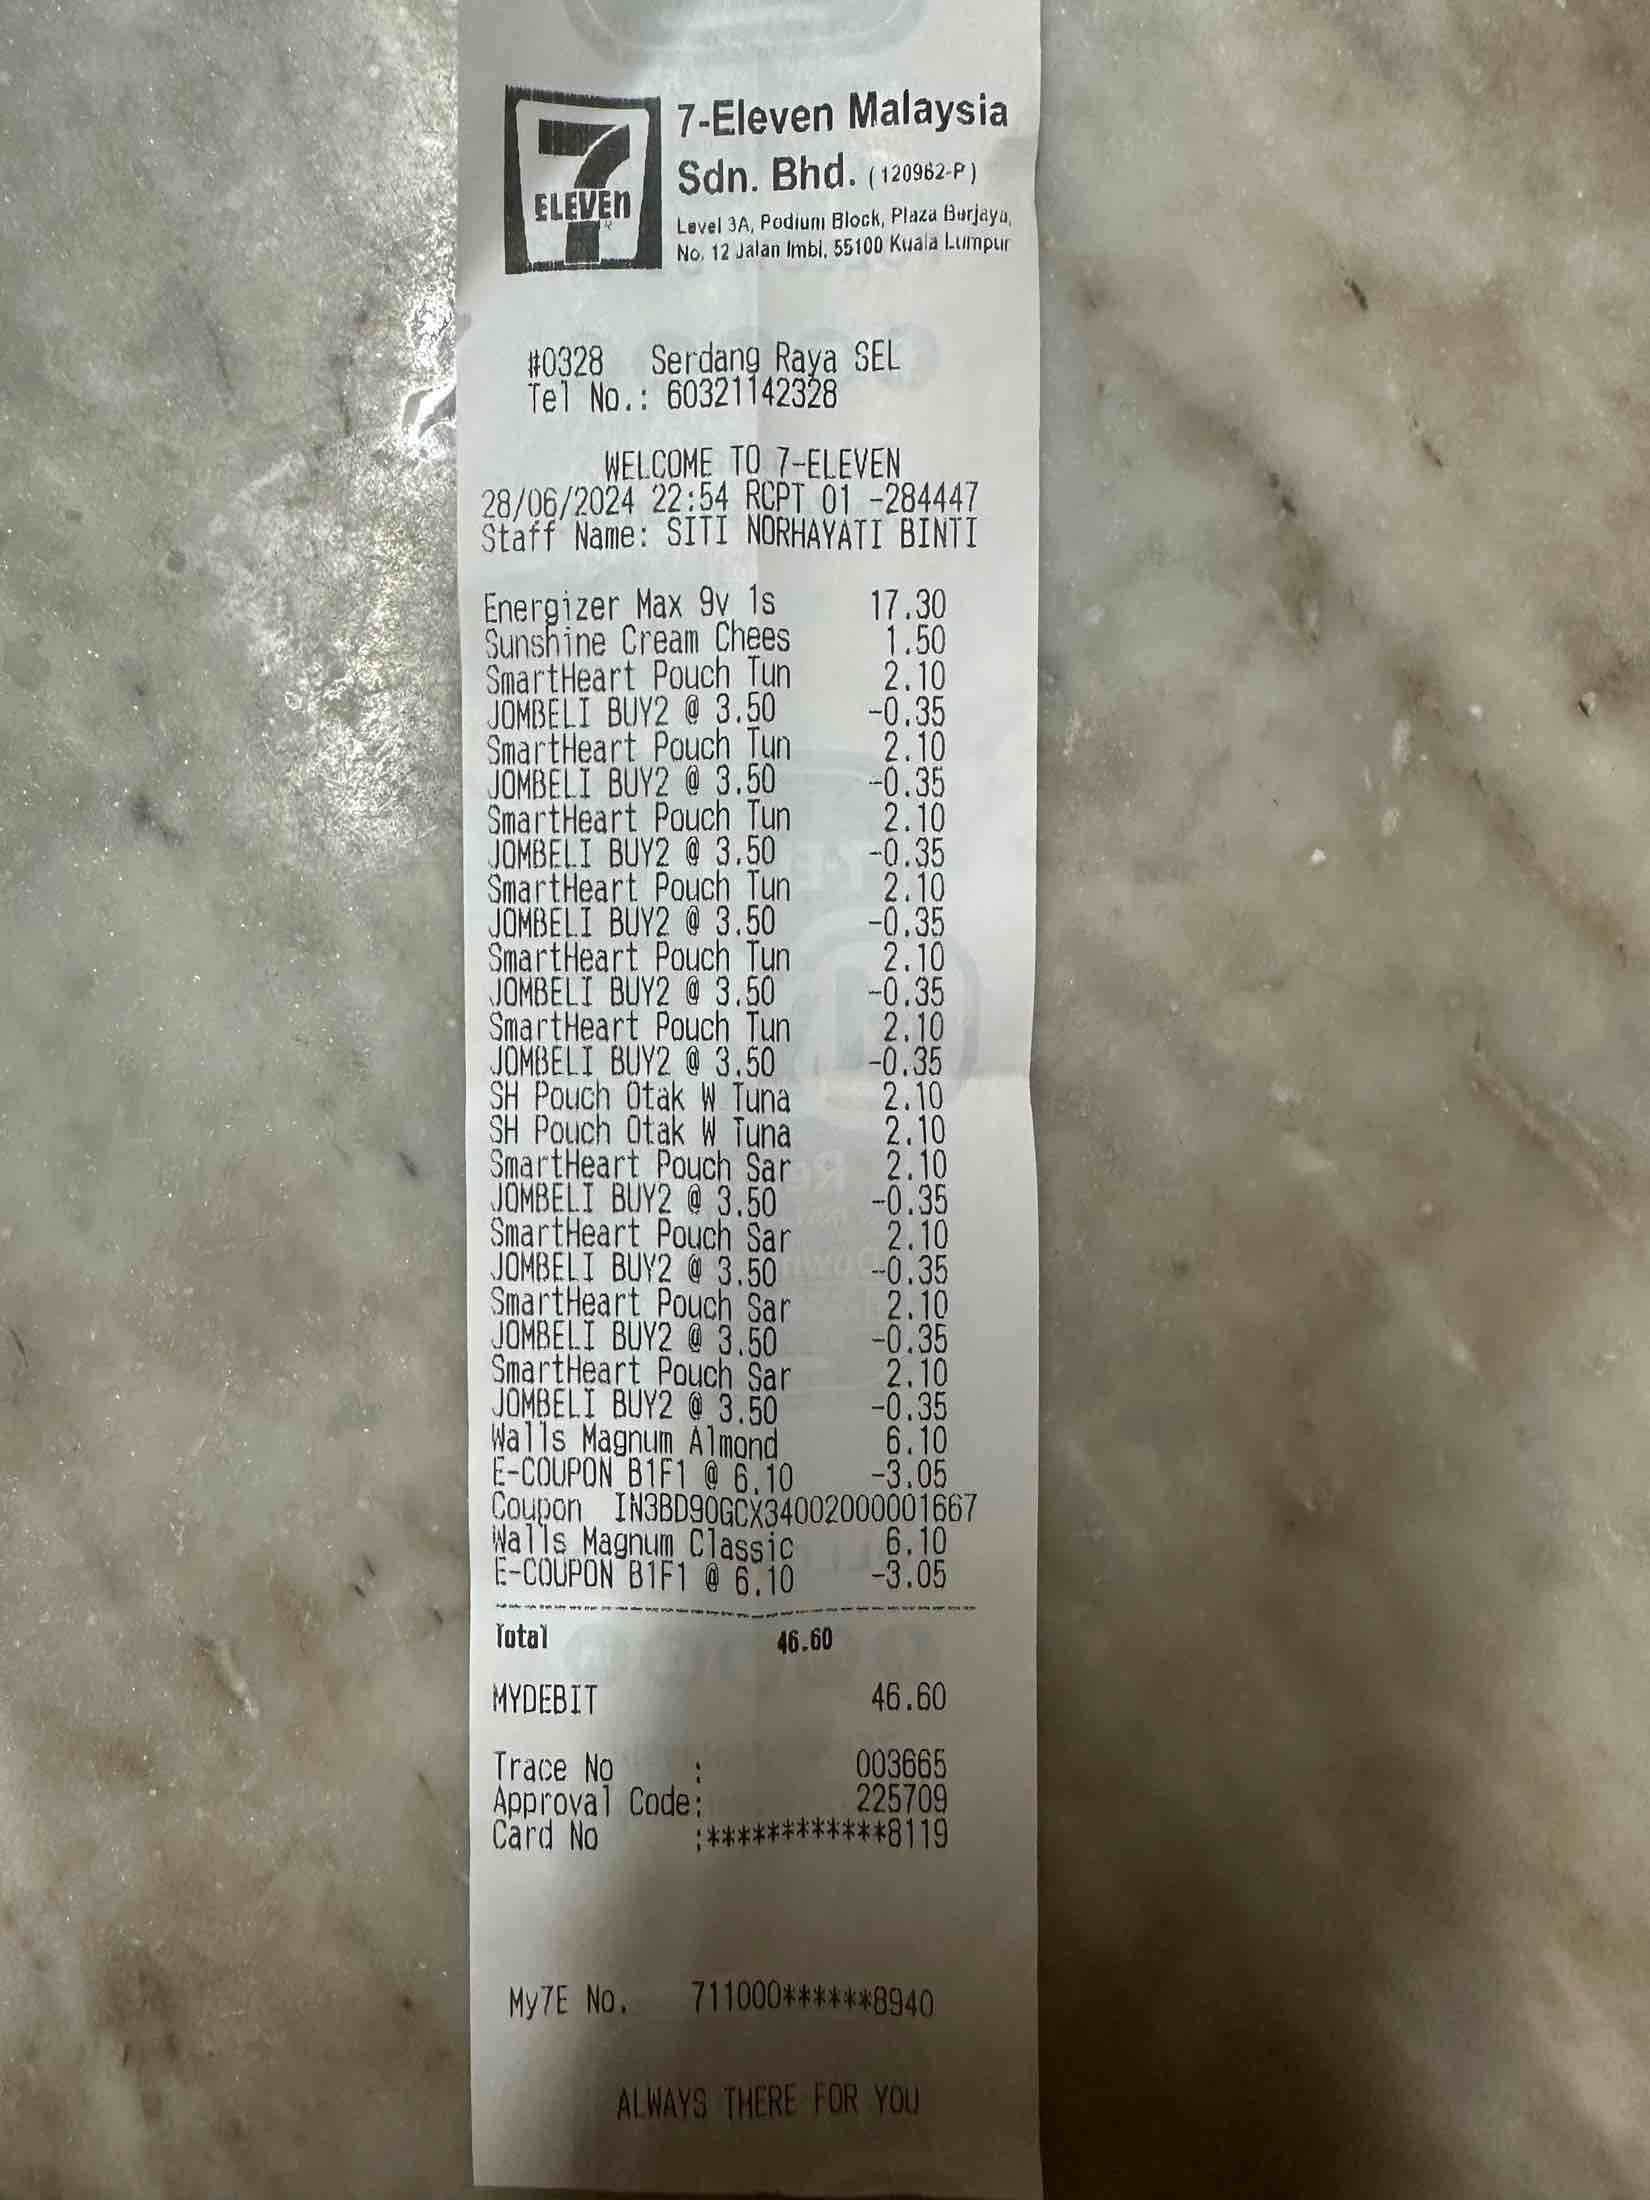 7
ELEVEn
7-Eleven Malaysia
Sdn. Bhd. (120962-P)
Level 3A, Podium Block, Plaza Berjaya,
No. 12 Jalan Imbi, 55100 Kuala Lumpur
#0328 Serdang Raya SEL
Tel No.: 60321142328
WELCOME TO 7-ELEVEN
28/06/2024 22:54 RCPT 01 -284447
Staff Name: SITI NORHAYATI BINTI
Energizer Max 9v 1s 17.30
Sunshine Cream Chees 1.50
SmartHeart Pouch Tun 2.10
JOMBELI BUY2 @ 3.50 -0.35
SmartHeart Pouch Tun 2.10
JOMBELI BUY2 @ 3.50 -0.35
SmartHeart Pouch Tun 2.10
JOMBELI BUY2 @ 3.50 -0.35
SmartHeart Pouch Tun 2.10
JOMBELI BUY2 @ 3.50 -0.35
SmartHeart Pouch Tun 2.10
JOMBELI BUY2 @ 3.50 -0.35
SmartHeart Pouch Tun 2.10
JOMBELI BUY2 @ 3.50 -0.35
SH Pouch Otak W Tuna 2.10
SH Pouch Otak W Tuna 2.10
SmartHeart Pouch Sar 2.10
JOMBELI BUY2 @ 3.50 -0.35
SmartHeart Pouch Sar 2.10
JOMBELI BUY2 @ 3.50 -0.35
SmartHeart Pouch Sar 2.10
JOMBELI BUY2 @ 3.50 -0.35
SmartHeart Pouch Sar 2.10
JOMBELI BUY2 @ 3.50 -0.35
Walls Magnum Almond 6.10
E-COUPON B1F1 @ 6.10 -3.05
Coupon IN3BD90GCX34002000001667
Walls Magnum Classic 6.10
E-COUPON B1F1 @ 6.10 -3.05
Total 46.60
MYDEBIT 46.60
Trace No : 003665
Approval Code: 225709
Card No :************8119
My7E No. 711000******8940
ALWAYS THERE FOR YOU